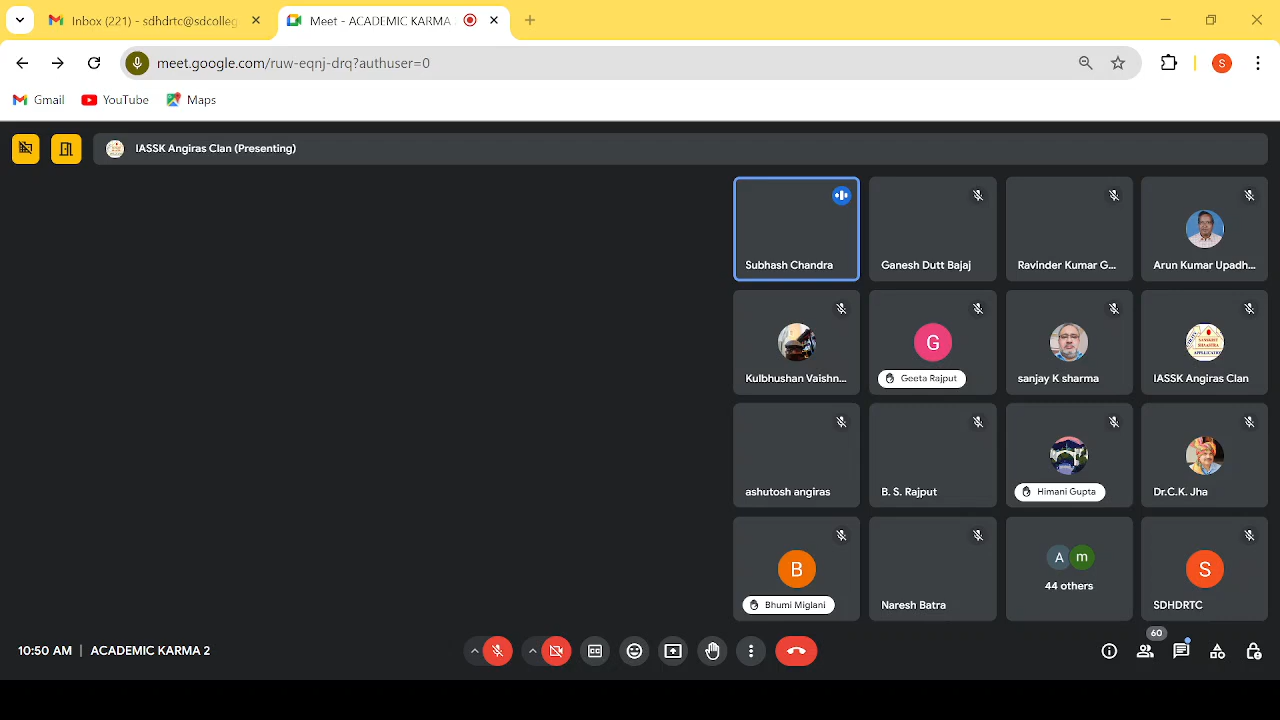 Inbox (221) - sdhdrtc@sdcolleg
Meet - ACADEMIC KARMA
meet.google.com/ruw-eqnj-drq?authuser=0
S
Gmail
YouTube
Maps
IASSK Angiras Clan (Presenting)
Subhash Chandra
Ganesh Dutt Bajaj
Ravinder Kumar G...
Arun Kumar Upadh...
G
SANSKRIT
SHAASTRA
APPLICATION
Kulbhushan Vaishn...
Geeta Rajput
sanjay K sharma
IASSK Angiras Clan
ashutosh angiras
B. S. Rajput
Himani Gupta
Dr.C.K. Jha
B
A m
S
44 others
Bhumi Miglani
Naresh Batra
SDHDRTC
10:50 AM | ACADEMIC KARMA 2
60